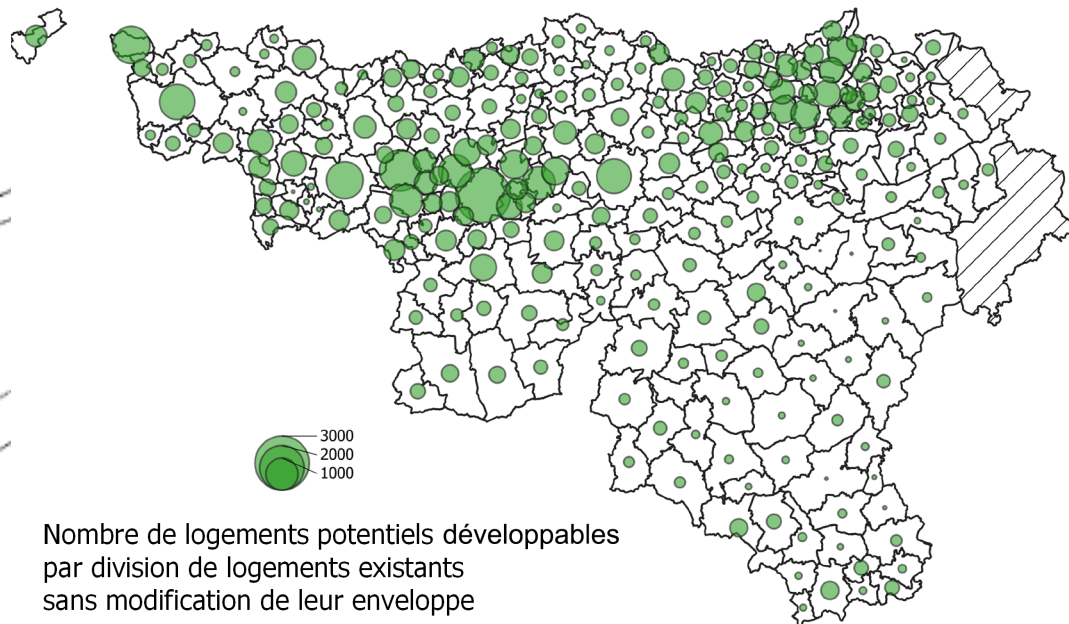 3000
2000
1000
Nombre de logements potentiels développables
par division de logements existants
sans modification de leur enveloppe